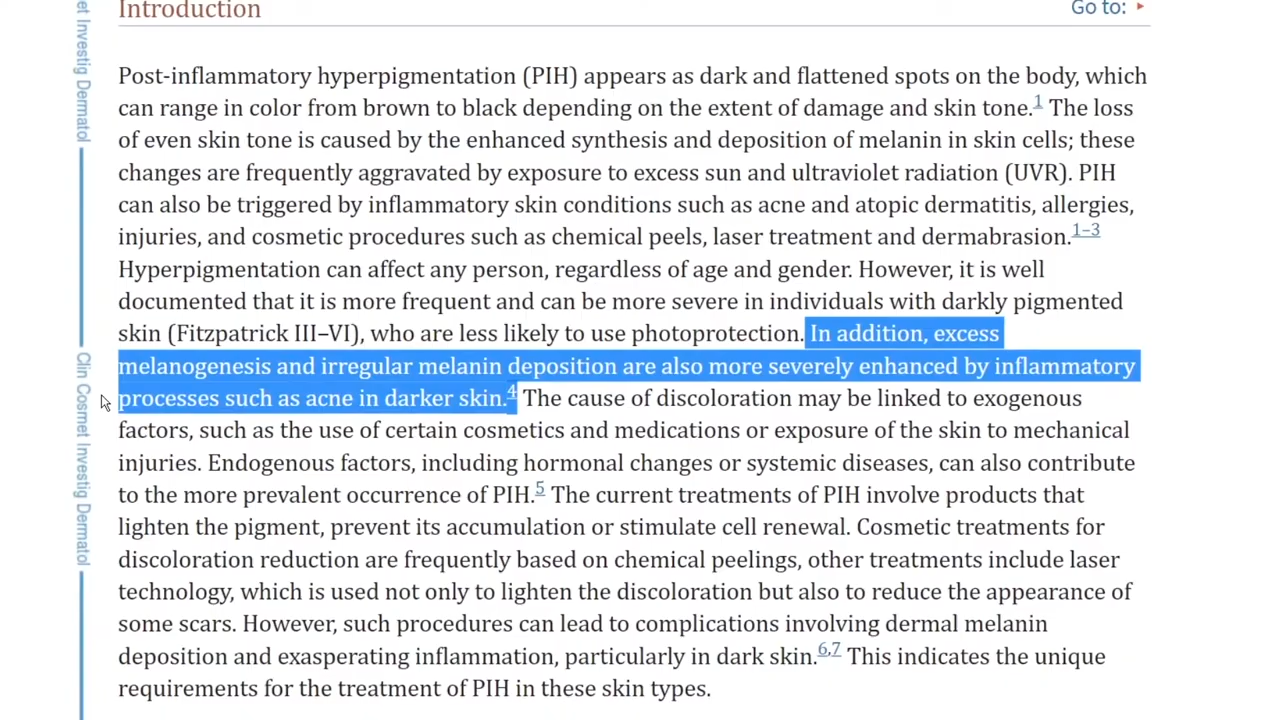 Introduction
Go to:
Post-inflammatory hyperpigmentation (PIH) appears as dark and flattened spots on the body, which
can range in color from brown to black depending on the extent of damage and skin tone.1 The loss
of even skin tone is caused by the enhanced synthesis and deposition of melanin in skin cells; these
changes are frequently aggravated by exposure to excess sun and ultraviolet radiation (UVR). PIH
can also be triggered by inflammatory skin conditions such as acne and atopic dermatitis, allergies,
injuries, and cosmetic procedures such as chemical peels, laser treatment and dermabrasion.1–3
Hyperpigmentation can affect any person, regardless of age and gender. However, it is well
documented that it is more frequent and can be more severe in individuals with darkly pigmented
skin (Fitzpatrick III–VI), who are less likely to use photoprotection. In addition, excess
melanogenesis and irregular melanin deposition are also more severely enhanced by inflammatory
processes such as acne in darker skin.4 The cause of discoloration may be linked to exogenous
factors, such as the use of certain cosmetics and medications or exposure of the skin to mechanical
injuries. Endogenous factors, including hormonal changes or systemic diseases, can also contribute
to the more prevalent occurrence of PIH.5 The current treatments of PIH involve products that
lighten the pigment, prevent its accumulation or stimulate cell renewal. Cosmetic treatments for
discoloration reduction are frequently based on chemical peelings, other treatments include laser
technology, which is used not only to lighten the discoloration but also to reduce the appearance of
some scars. However, such procedures can lead to complications involving dermal melanin
deposition and exasperating inflammation, particularly in dark skin.6,7 This indicates the unique
requirements for the treatment of PIH in these skin types.
et Investig Dermatol
Clin Cosmet Investig Dermatol